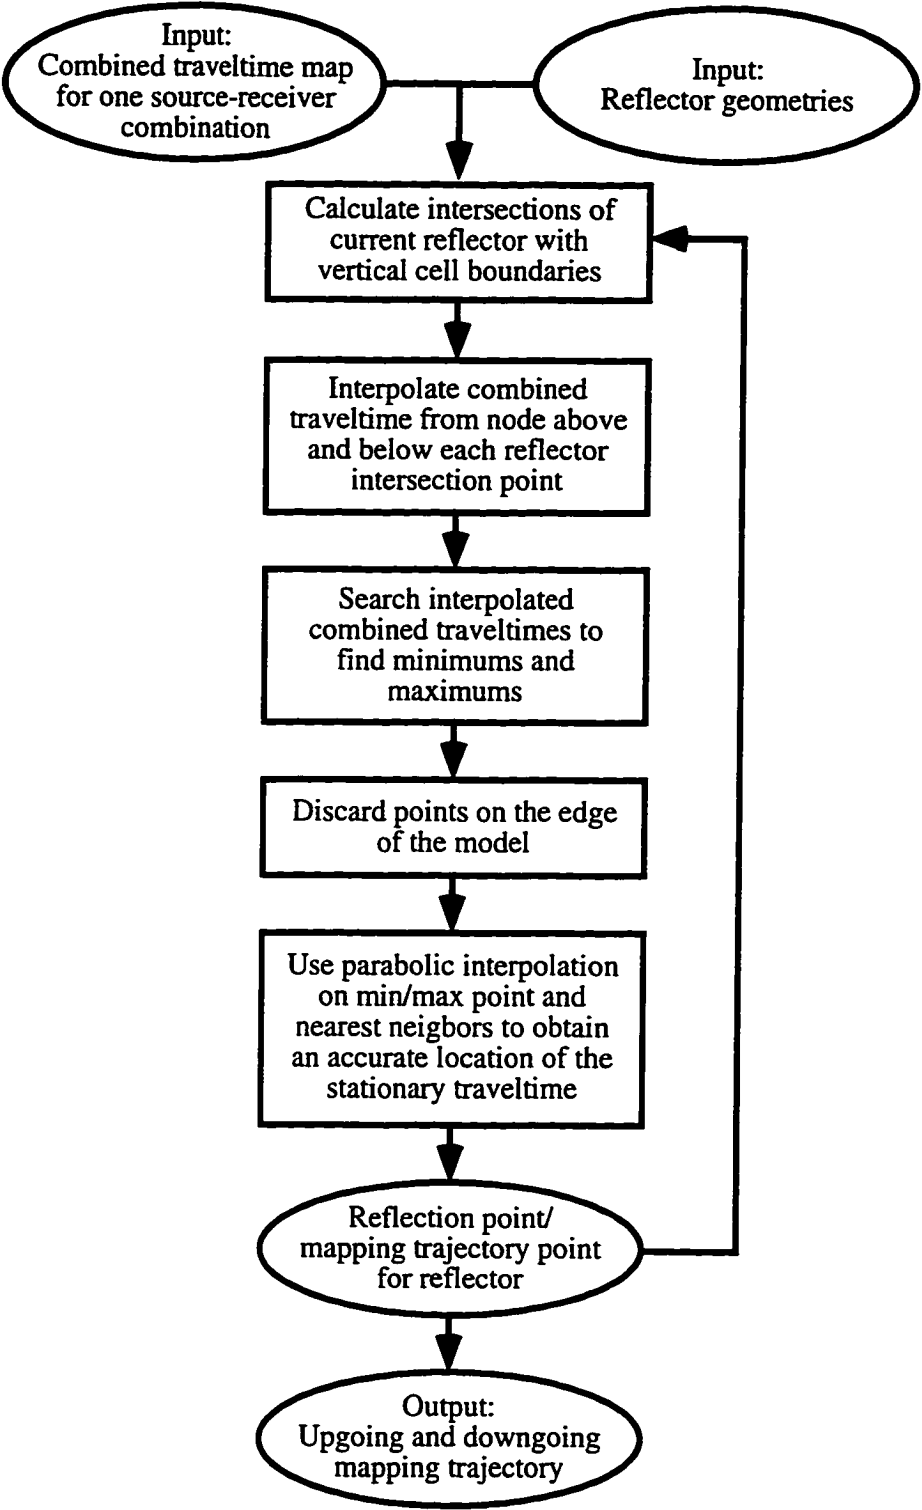 Input:
Combined traveltime map
for one source-receiver
combination
Input:
Reflector geometries
Calculate intersections of
current reflector with
vertical cell boundaries
Interpolate combined
traveltime from node above
and below each reflector
intersection point
Search interpolated
combined traveltimes to
find minimums and
maximums
Discard points on the edge
of the model
Use parabolic interpolation
on min/max point and
nearest neigbors to obtain
an accurate location of the
stationary traveltime
Reflection point/
mapping trajectory point
for reflector
Output:
Upgoing and downgoing
mapping trajectory